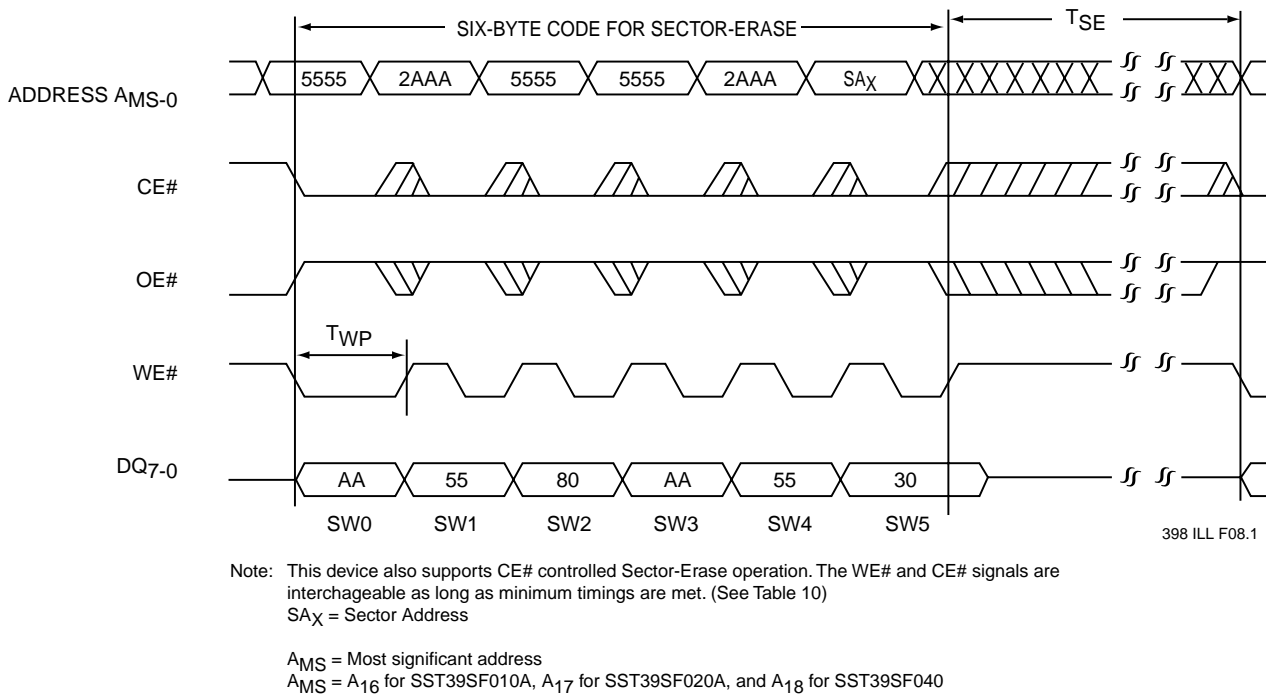 SIX-BYTE CODE FOR SECTOR-ERASE
TSE
ADDRESS AMS-0
5555 2AAA 5555 5555 2AAA SAX
CE#
OE#
TWP
WE#
DQ7-0
AA 55 80 AA 55 30
SW0 SW1 SW2 SW3 SW4 SW5
398 ILL F08.1
Note: This device also supports CE# controlled Sector-Erase operation. The WE# and CE# signals are
interchageable as long as minimum timings are met. (See Table 10)
SAX = Sector Address
AMS = Most significant address
AMS = A16 for SST39SF010A, A17 for SST39SF020A, and A18 for SST39SF040